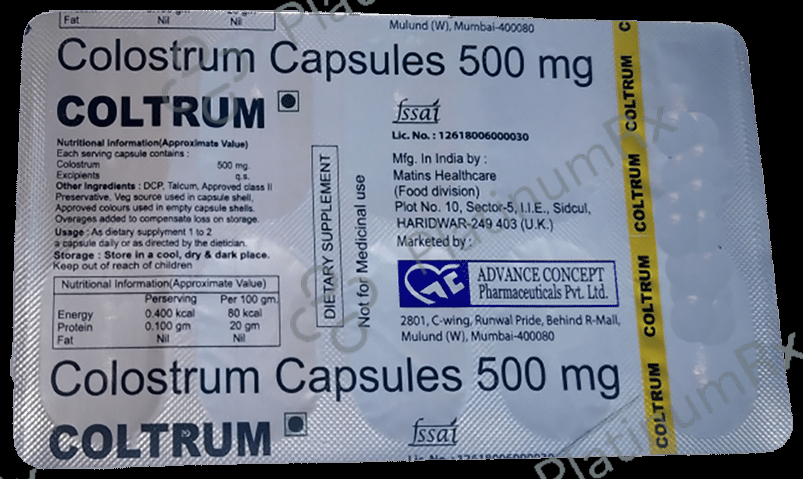 Fat Nil Nil
Mulund (W), Mumbai-400080
Colostrum Capsules 500 mg
COLTRUM
Nutritional Information(Approximate Value)
Each serving capsule contains :
Colostrum 500 mg.
Excipients q.s.
Other Ingredients : DCP, Talcum, Approved class II
Preservative, Veg source used in capsule shell,
Approved colours used in empty capsule shells.
Overages added to compensate loss on storage.
Usage : As dietary supplyment 1 to 2
a capsule daily or as directed by the dietician.
Storage : Store in a cool, dry & dark place.
Keep out of reach of children
Nutritional Information(Approximate Value)
Perserving Per 100 gm.
Energy 0.400 kcal 80 kcal
Protein 0.100 gm 20 gm
Fat Nil Nil
DIETARY SUPPLEMENT
Not for Medicinal use
fssai
Lic. No. : 12618006000030
Mfg. In India by :
Matins Healthcare
(Food division)
Plot No. 10, Sector-5, I.I.E., Sidcul,
HARIDWAR-249 403 (U.K.)
Marketed by :
ADVANCE CONCEPT
Pharmaceuticals Pvt. Ltd.
2801, C-wing, Runwal Pride, Behind R-Mall,
Mulund (W), Mumbai-400080
Colostrum Capsules 500 mg
COLTRUM
fssai
COLTRUM
COLTRUM
COLTRUM
COLTRUM
PlatinumRx
PlatinumRx
PlatinumRx